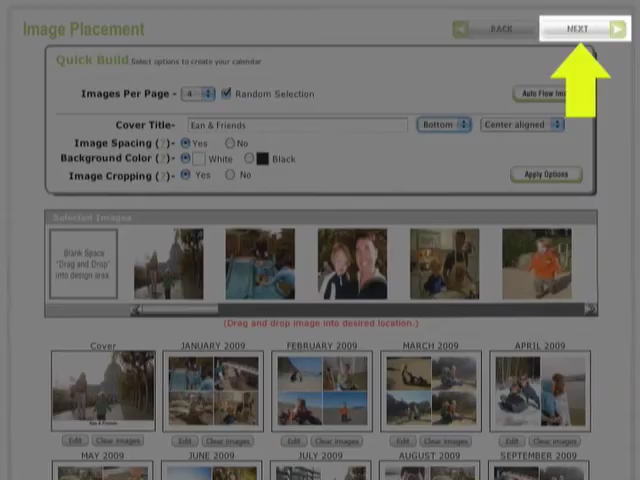 Image Placement
BACK
NEXT
Quick Build Select options to create your calendar
Images Per Page - 4 Random Selection
Auto Flow Im
Cover Title- Ean & Friends Bottom Center aligned
Image Spacing (?)- Yes No
Background Color (?)- White Black
Image Cropping (?)- Yes No
Apply Options
Selected Images
Blank Space
"Drag and Drop"
into design area
(Drag and drop image into desired location.)
Cover JANUARY 2009 FEBRUARY 2009 MARCH 2009 APRIL 2009
Ean & Friends
Edit Clear Images Edit Clear Images Edit Clear Images Edit Clear Images Edit Clear Images
MAY 2009 JUNE 2009 JULY 2009 AUGUST 2009 SEPTEMBER 2009